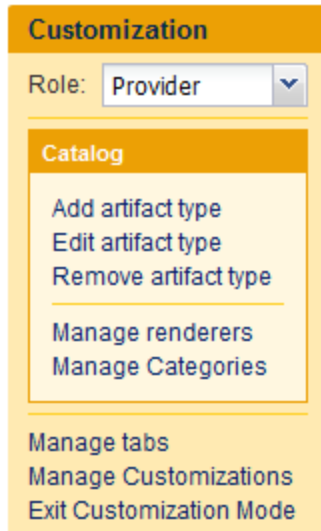 Customization
Role: Provider
Catalog
Add artifact type
Edit artifact type
Remove artifact type
Manage renderers
Manage Categories
Manage tabs
Manage Customizations
Exit Customization Mode